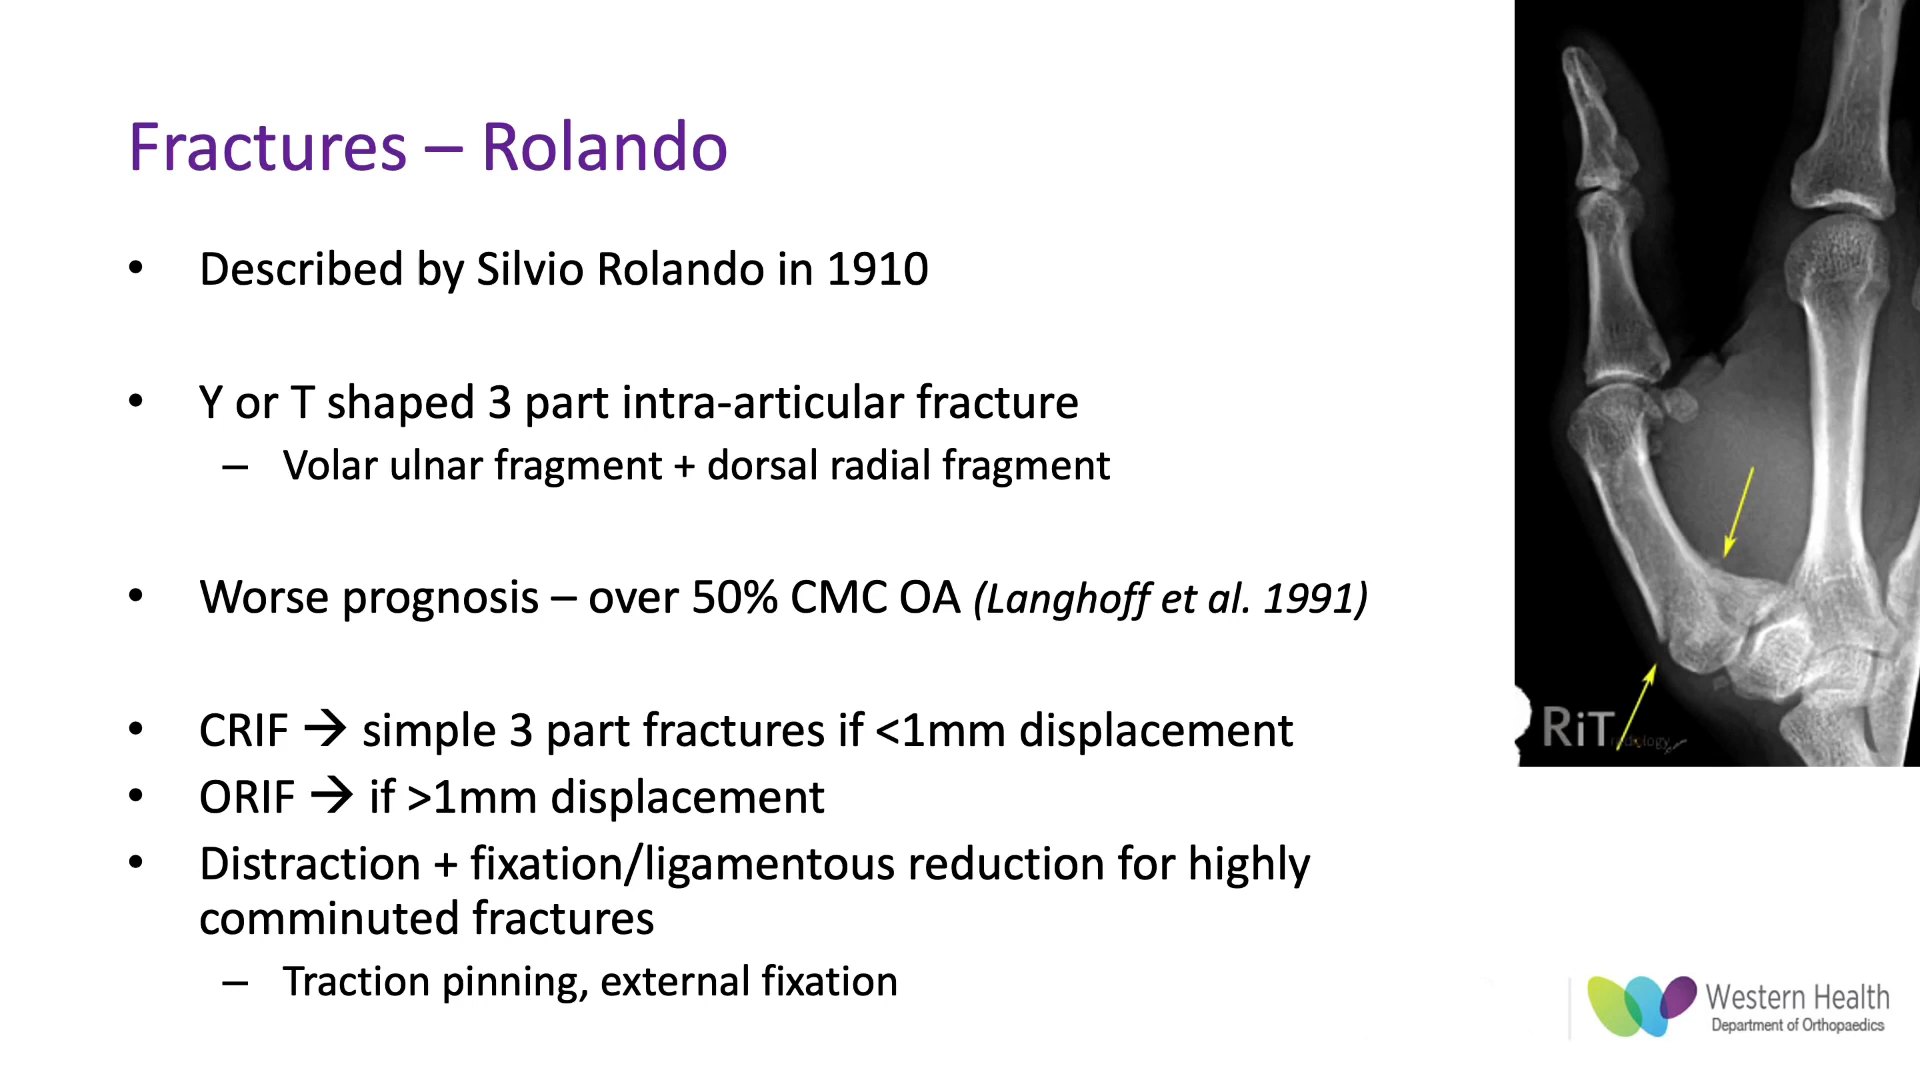 Fractures – Rolando
• Described by Silvio Rolando in 1910
• Y or T shaped 3 part intra-articular fracture
– Volar ulnar fragment + dorsal radial fragment
• Worse prognosis – over 50% CMC OA (Langhoff et al. 1991)
• CRIF → simple 3 part fractures if <1mm displacement
• ORIF → if >1mm displacement
• Distraction + fixation/ligamentous reduction for highly
comminuted fractures
– Traction pinning, external fixation
RiT
radiology
Western Health
Department of Orthopaedics